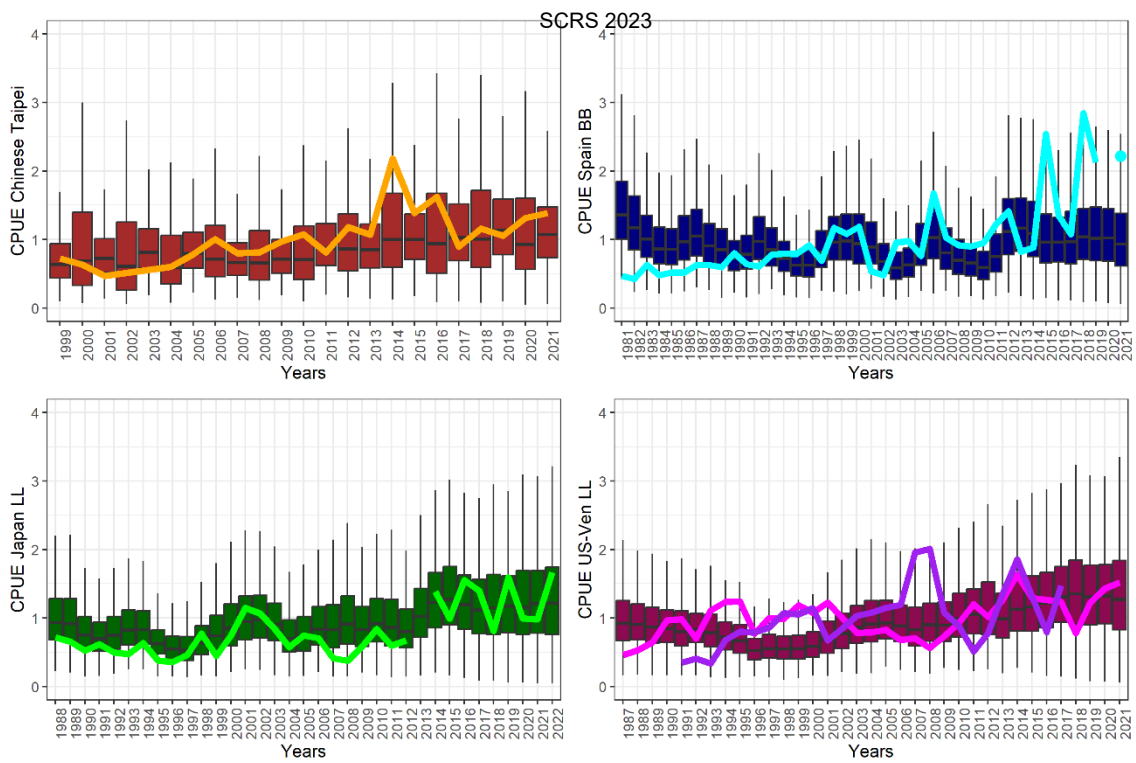 SCRS 2023
CPUE Chinese Taipei
4
3
2
1
0
1999 2000 2001 2002 2003 2004 2005 2006 2007 2008 2009 2010 2011 2012 2013 2014 2015 2016 2017 2018 2019 2020 2021
Years
CPUE Spain BB
4
3
2
1
0
1981 1982 1983 1984 1985 1986 1987 1988 1989 1990 1991 1992 1993 1994 1995 1996 1997 1998 1999 2000 2001 2002 2003 2004 2005 2006 2007 2008 2009 2010 2011 2012 2013 2014 2015 2016 2017 2018 2019 2020 2021
Years
CPUE Japan LL
4
3
2
1
0
1988 1989 1990 1991 1992 1993 1994 1995 1996 1997 1998 1999 2000 2001 2002 2003 2004 2005 2006 2007 2008 2009 2010 2011 2012 2013 2014 2015 2016 2017 2018 2019 2020 2021 2022
Years
CPUE US-Ven LL
4
3
2
1
0
1987 1988 1989 1990 1991 1992 1993 1994 1995 1996 1997 1998 1999 2000 2001 2002 2003 2004 2005 2006 2007 2008 2009 2010 2011 2012 2013 2014 2015 2016 2017 2018 2019 2020 2021
Years